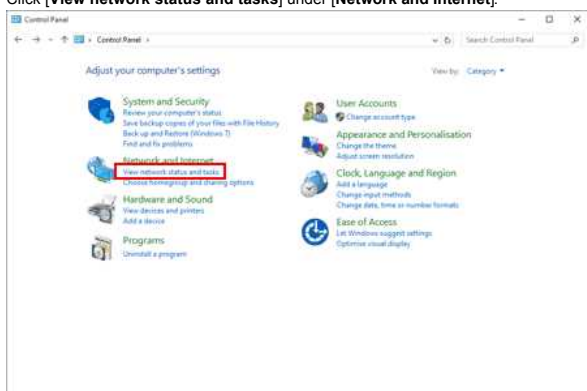 Click [View network status and tasks] under [Network and Internet].
Control Panel
Control Panel
Search Control Panel
Adjust your computer's settings
View by: Category
System and Security
Review your computer's status
Save backup copies of your files with File History
Back up and Restore (Windows 7)
Find and fix problems
Network and Internet
View network status and tasks
Choose homegroup and sharing options
Hardware and Sound
View devices and printers
Add a device
Programs
Uninstall a program
User Accounts
Change account type
Appearance and Personalisation
Change the theme
Adjust screen resolution
Clock, Language and Region
Add a language
Change input methods
Change date, time or number formats
Ease of Access
Let Windows suggest settings
Optimise visual display